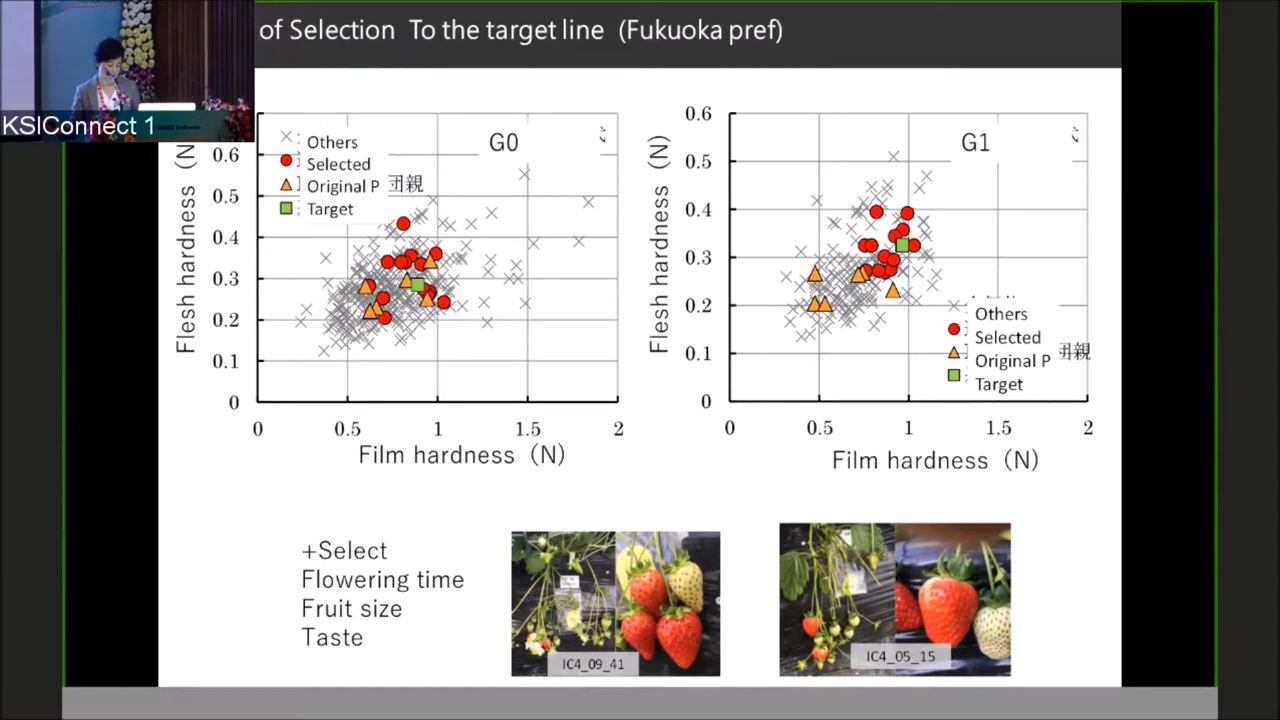 of Selection To the target line (Fukuoka pref)
KSIConnect 1
G0
Others
Selected
Original P 団親
Target
Flesh hardness (N
0.6
0.5
0.4
0.3
0.2
0.1
0
0 0.5 1 1.5 2
Film hardness (N)
G1
Flesh hardness (N)
0.6
0.5
0.4
0.3
0.2
0.1
0
Others
Selected
Original P 団親
Target
0 0.5 1 1.5 2
Film hardness (N)
+Select
Flowering time
Fruit size
Taste
IC4_09_41
IC4_05_15